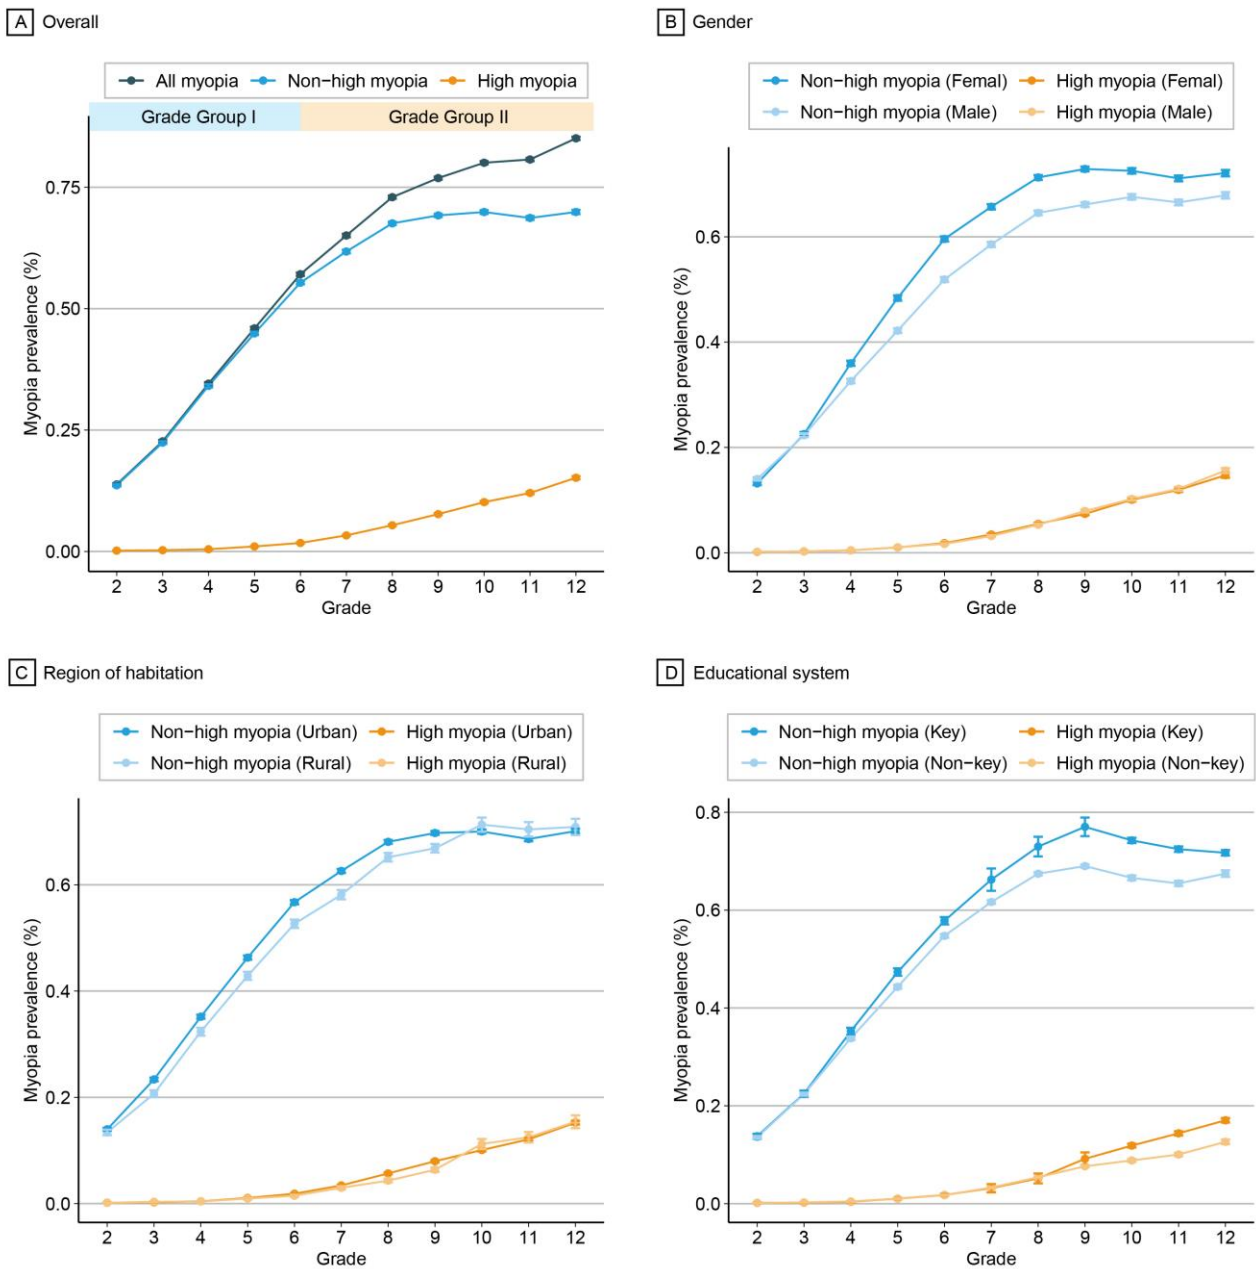 A Overall
All myopia Non-high myopia High myopia
Grade Group I Grade Group II
Myopia prevalence (%)
0.75
0.50
0.25
0.00
2 3 4 5 6 7 8 9 10 11 12
Grade
B Gender
Non-high myopia (Femal) High myopia (Femal)
Non-high myopia (Male) High myopia (Male)
Myopia prevalence (%)
0.6
0.4
0.2
0.0
2 3 4 5 6 7 8 9 10 11 12
Grade
C Region of habitation
Non-high myopia (Urban) High myopia (Urban)
Non-high myopia (Rural) High myopia (Rural)
Myopia prevalence (%)
0.6
0.4
0.2
0.0
2 3 4 5 6 7 8 9 10 11 12
Grade
D Educational system
Non-high myopia (Key) High myopia (Key)
Non-high myopia (Non-key) High myopia (Non-key)
Myopia prevalence (%)
0.8
0.6
0.4
0.2
0.0
2 3 4 5 6 7 8 9 10 11 12
Grade